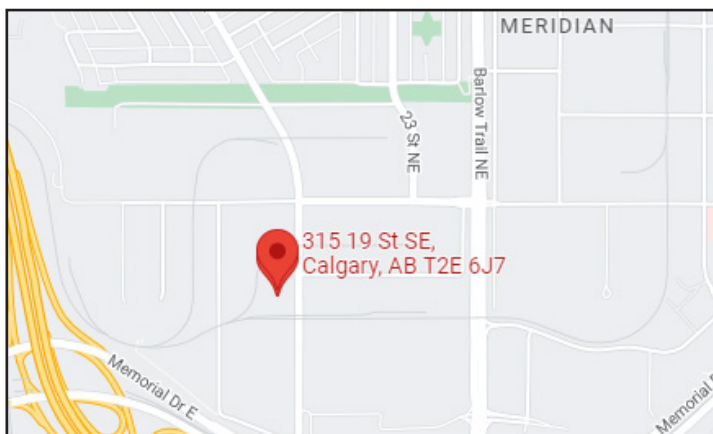 MERIDIAN
Barlow Trail NE
23 St NE
315 19 St SE,
Calgary, AB T2E 6J7
Memorial Dr E
Memorial